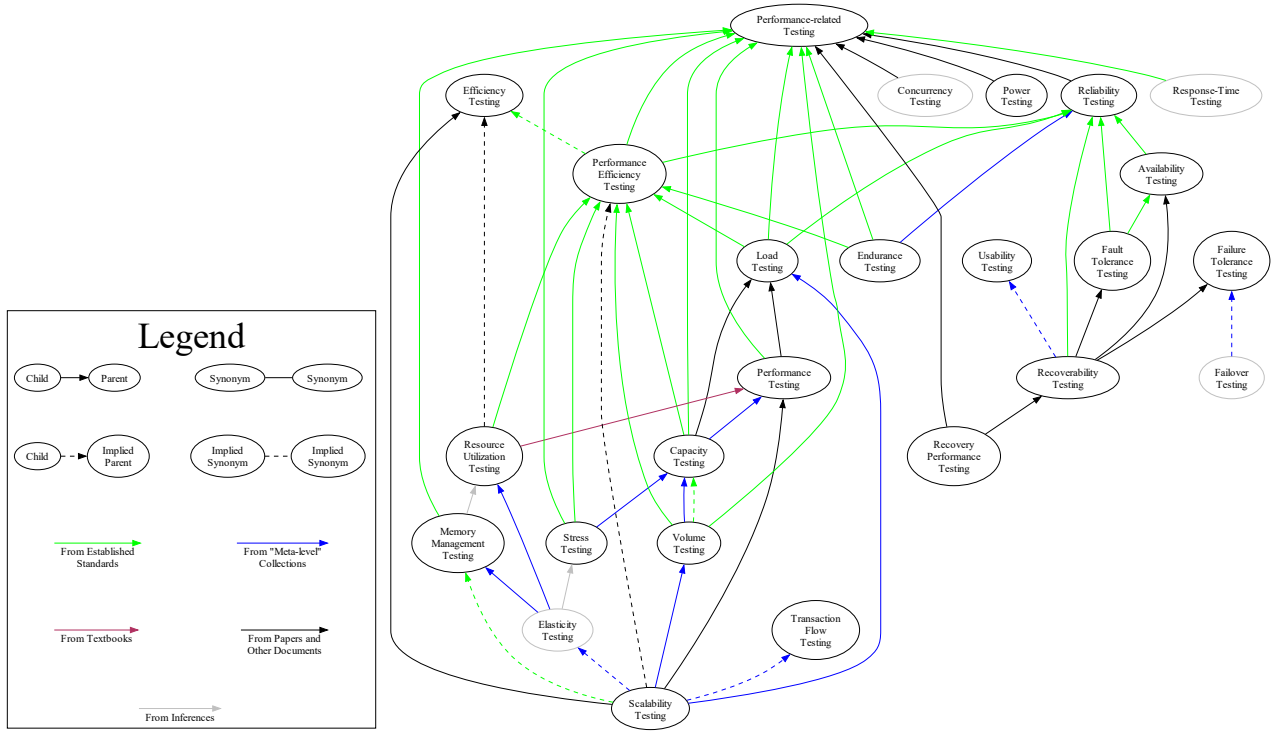 Performance-related
Testing
Efficiency
Testing
Concurrency
Testing
Power
Testing
Reliability
Testing
Response-Time
Testing
Performance
Efficiency
Testing
Availability
Testing
Load
Testing
Endurance
Testing
Usability
Testing
Fault
Tolerance
Testing
Failure
Tolerance
Testing
Legend
Child
Parent
Synonym
Synonym
Performance
Testing
Recoverability
Testing
Failover
Testing
Child
Implied
Parent
Implied
Synonym
Implied
Synonym
Resource
Utilization
Testing
Capacity
Testing
Recovery
Performance
Testing
From Established
Standards
From "Meta-level"
Collections
Memory
Management
Testing
Stress
Testing
Volume
Testing
From Textbooks
From Papers and
Other Documents
Elasticity
Testing
Transaction
Flow
Testing
From Inferences
Scalability
Testing